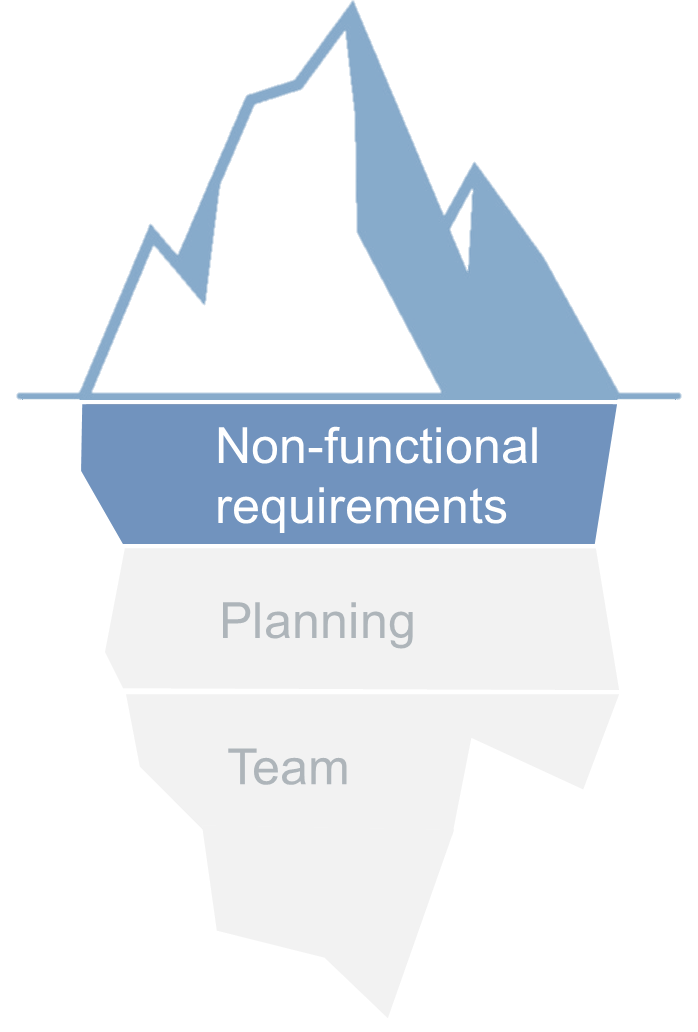 Non-functional
requirements
Planning
Team